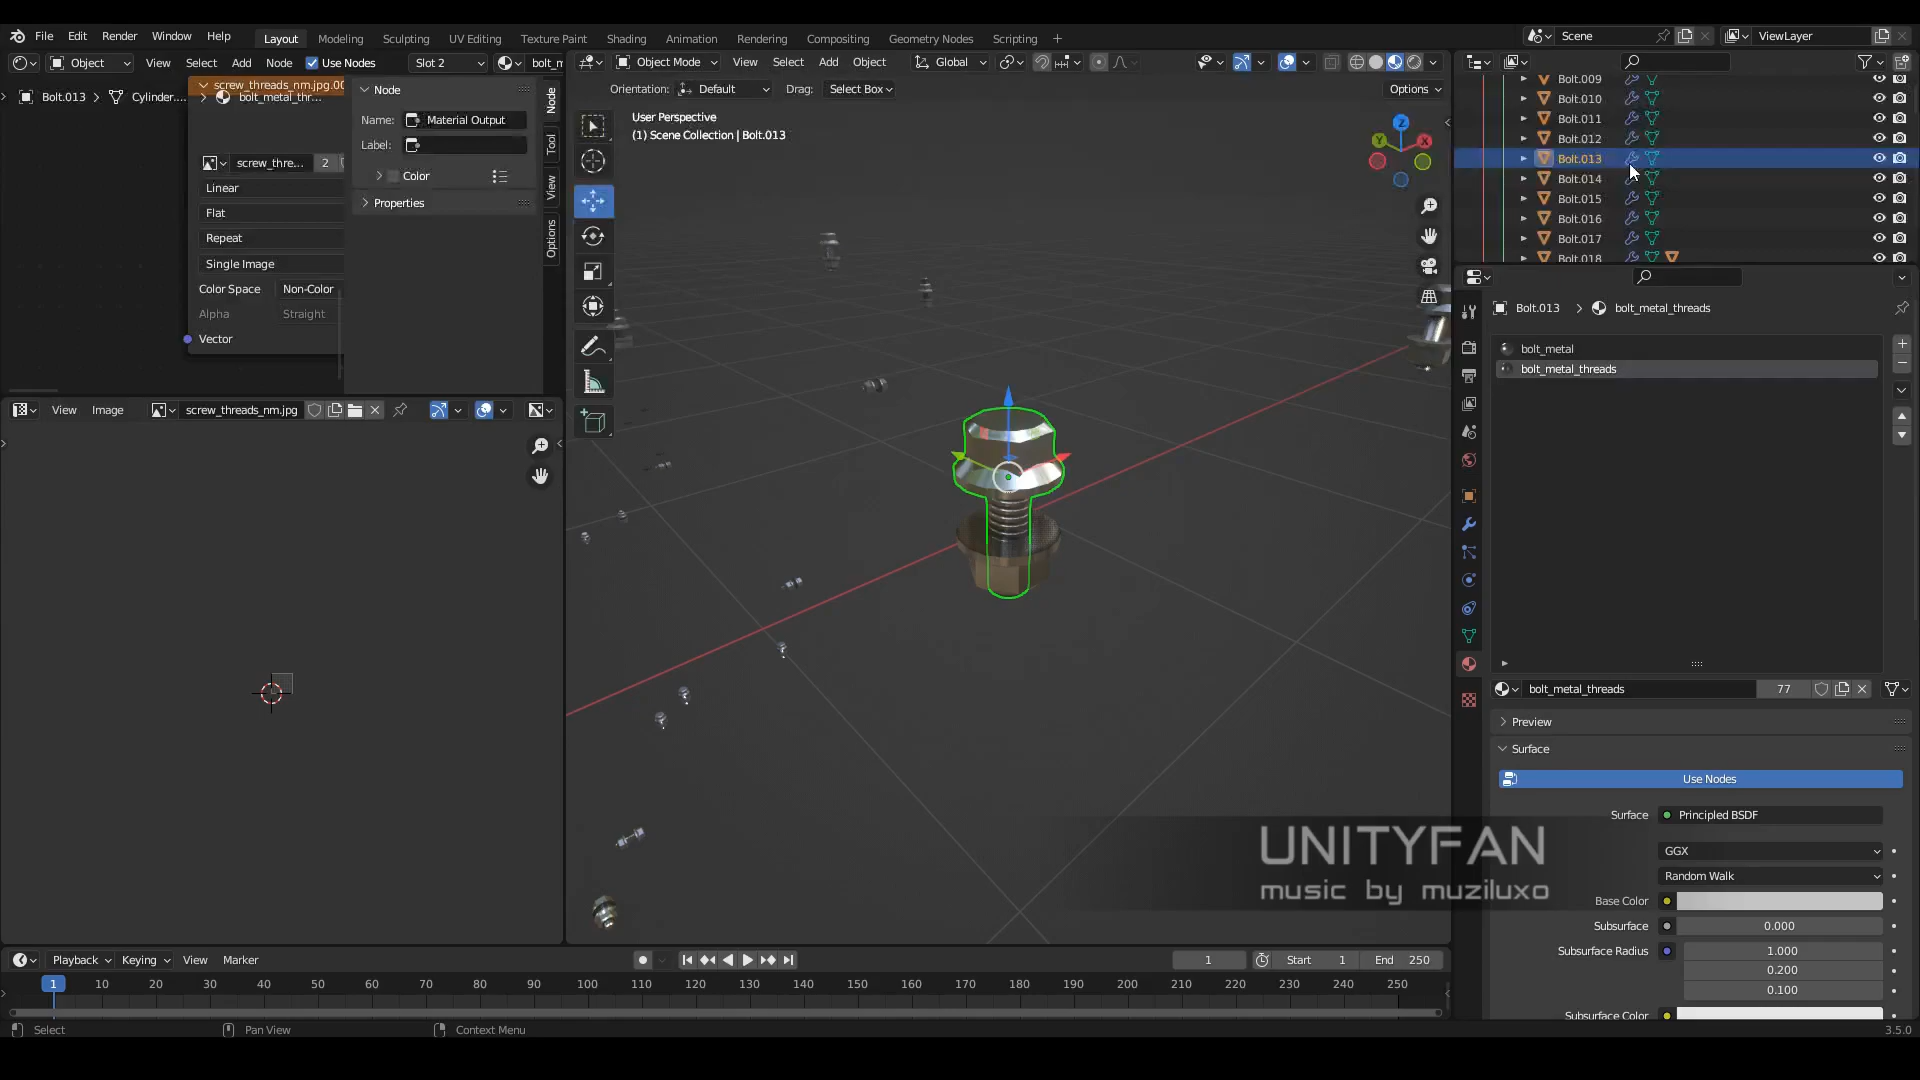 File Edit Render Window Help Layout Modeling Sculpting UV Editing Texture Paint Shading Animation Rendering Compositing Geometry Nodes Scripting + Scene ViewLayer
Object View Select Add Object Node Use Nodes Slot 2 bolt_m
Bolt.013 Cylinder.... bolt_metal_thr...
screw_threads_nm.jpg.00
screw_thre... 2
Linear
Flat
Repeat
Single Image
Color Space Non-Color
Alpha Straight
Vector
Node
Name: Material Output
Label:
Color
Properties
Node
Tool
View
Options
View Image screw_threads_nm.jpg
Object Mode View Select Add Object Global
Orientation: Default Drag: Select Box Options
User Perspective
(1) Scene Collection | Bolt.013
Z
Y
X
Bolt.009
Bolt.010
Bolt.011
Bolt.012
Bolt.013
Bolt.014
Bolt.015
Bolt.016
Bolt.017
Bolt.018
Bolt.013 bolt_metal_threads
bolt_metal
bolt_metal_threads
bolt_metal_threads 77
Preview
Surface
Use Nodes
Surface Principled BSDF
GGX
Random Walk
Base Color
Subsurface 0.000
Subsurface Radius 1.000
0.200
0.100
Subsurface Color
UNITYFAN
music by muziluxo
Playback Keying View Marker 1 Start 1 End 250
1 10 20 30 40 50 60 70 80 90 100 110 120 130 140 150 160 170 180 190 200 210 220 230 240 250
Select Pan View Context Menu 3.5.0